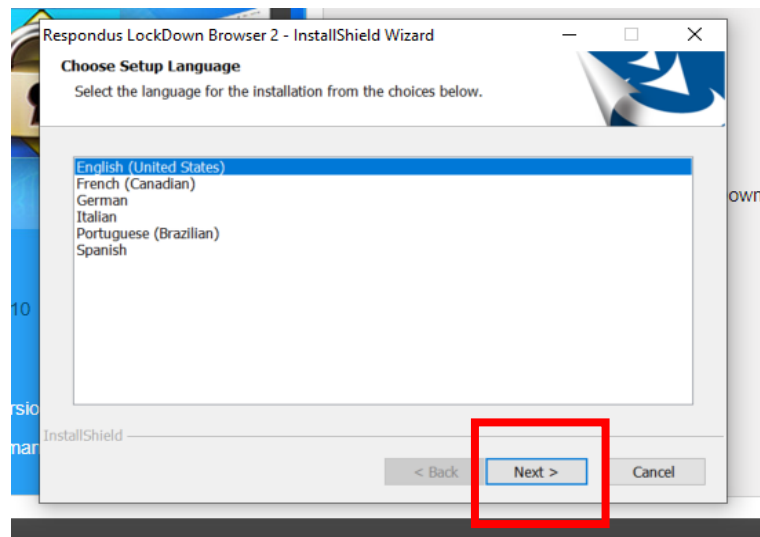 Respondus LockDown Browser 2 - InstallShield Wizard
Choose Setup Language
Select the language for the installation from the choices below.
English (United States)
French (Canadian)
German
Italian
Portuguese (Brazilian)
Spanish
10
InstallShield
< Back Next > Cancel